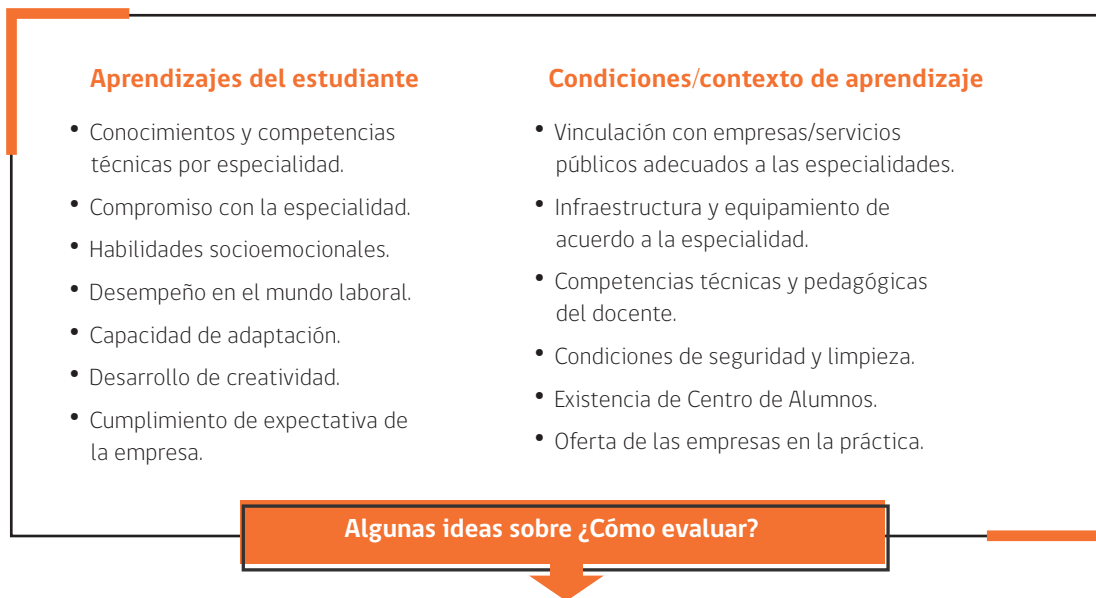 Aprendizajes del estudiante
• Conocimientos y competencias
técnicas por especialidad.
• Compromiso con la especialidad.
• Habilidades socioemocionales.
• Desempeño en el mundo laboral.
• Capacidad de adaptación.
• Desarrollo de creatividad.
• Cumplimiento de expectativa de
la empresa.
Condiciones/contexto de aprendizaje
• Vinculación con empresas/servicios
públicos adecuados a las especialidades.
• Infraestructura y equipamiento de
acuerdo a la especialidad.
• Competencias técnicas y pedagógicas
del docente.
• Condiciones de seguridad y limpieza.
• Existencia de Centro de Alumnos.
• Oferta de las empresas en la práctica.
Algunas ideas sobre ¿Cómo evaluar?